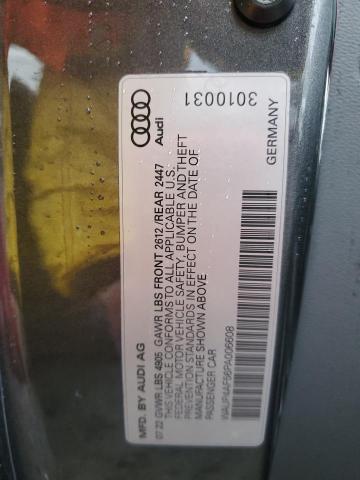 Audi
3010031
GERMANY
MFD. BY AUDI AG
07 22 GVWR LBS 4905 GAWR LBS FRONT 2612/REAR 2447
THIS VEHICLE CONFORMS TO ALL APPLICABLE U.S.
FEDERAL MOTOR VEHICLE SAFETY, BUMPER AND THEFT
PREVENTION STANDARDS IN EFFECT ON THE DATE OF
MANUFACTURE SHOWN ABOVE
PASSENGER CAR